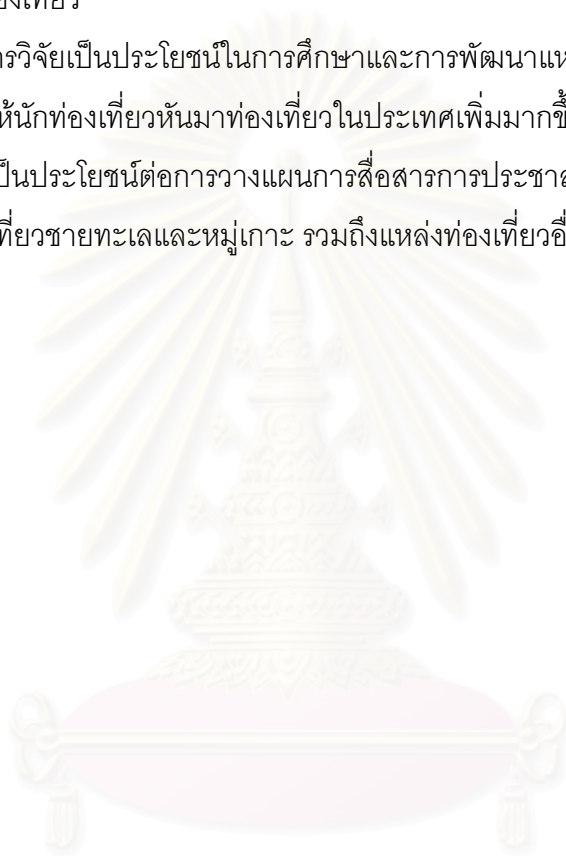 องเที่ยว
ารวิจัยเป็นประโยชน์ในการศึกษาและการพัฒนาแห
ห้นักท่องเที่ยวหันมาท่องเที่ยวในประเทศเพิ่มมากขึ้
ป็นประโยชน์ต่อการวางแผนการสื่อสารการประชาส
ที่ยวชายทะเลและหมู่เกาะ รวมถึงแหล่งท่องเที่ยวอื่